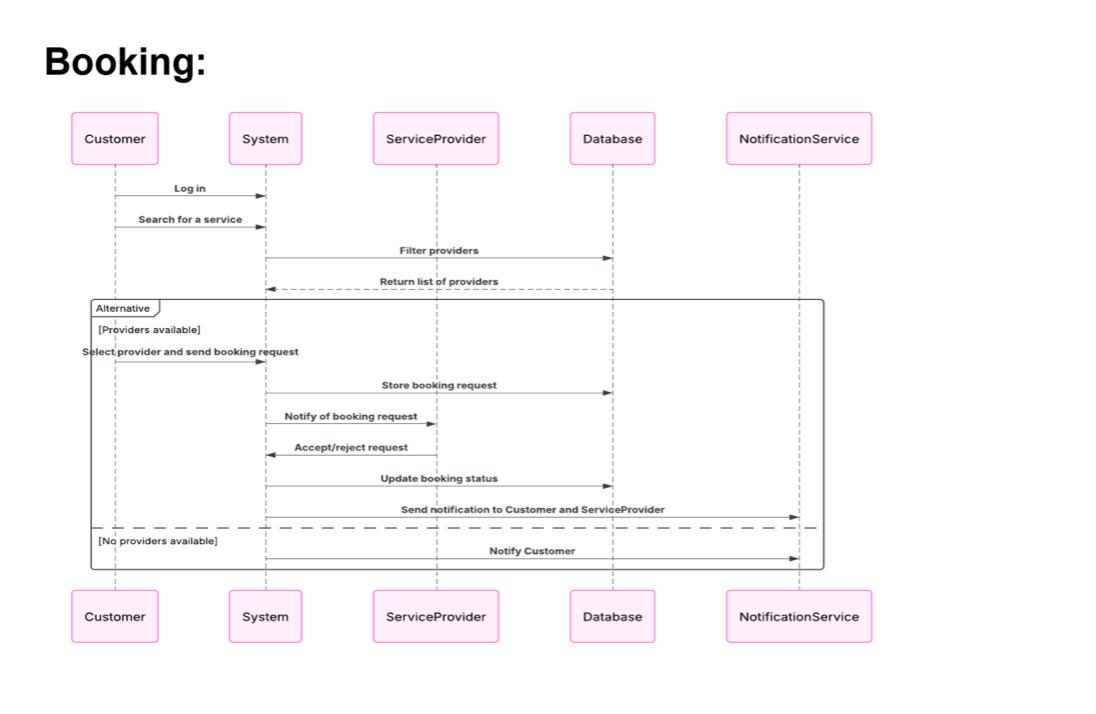 Booking:
Customer System ServiceProvider Database NotificationService
Log in
Search for a service
Filter providers
Return list of providers
Alternative
[Providers available]
Select provider and send booking request
Store booking request
Notify of booking request
Accept/reject request
Update booking status
Send notification to Customer and ServiceProvider
[No providers available]
Notify Customer
Customer System ServiceProvider Database NotificationService